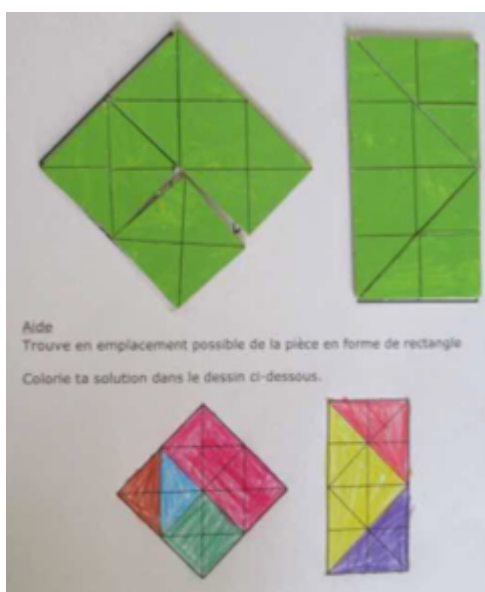 Aide
Trouve en emplacement possible de la pièce en forme de rectangle
Colorie ta solution dans le dessin ci-dessous.